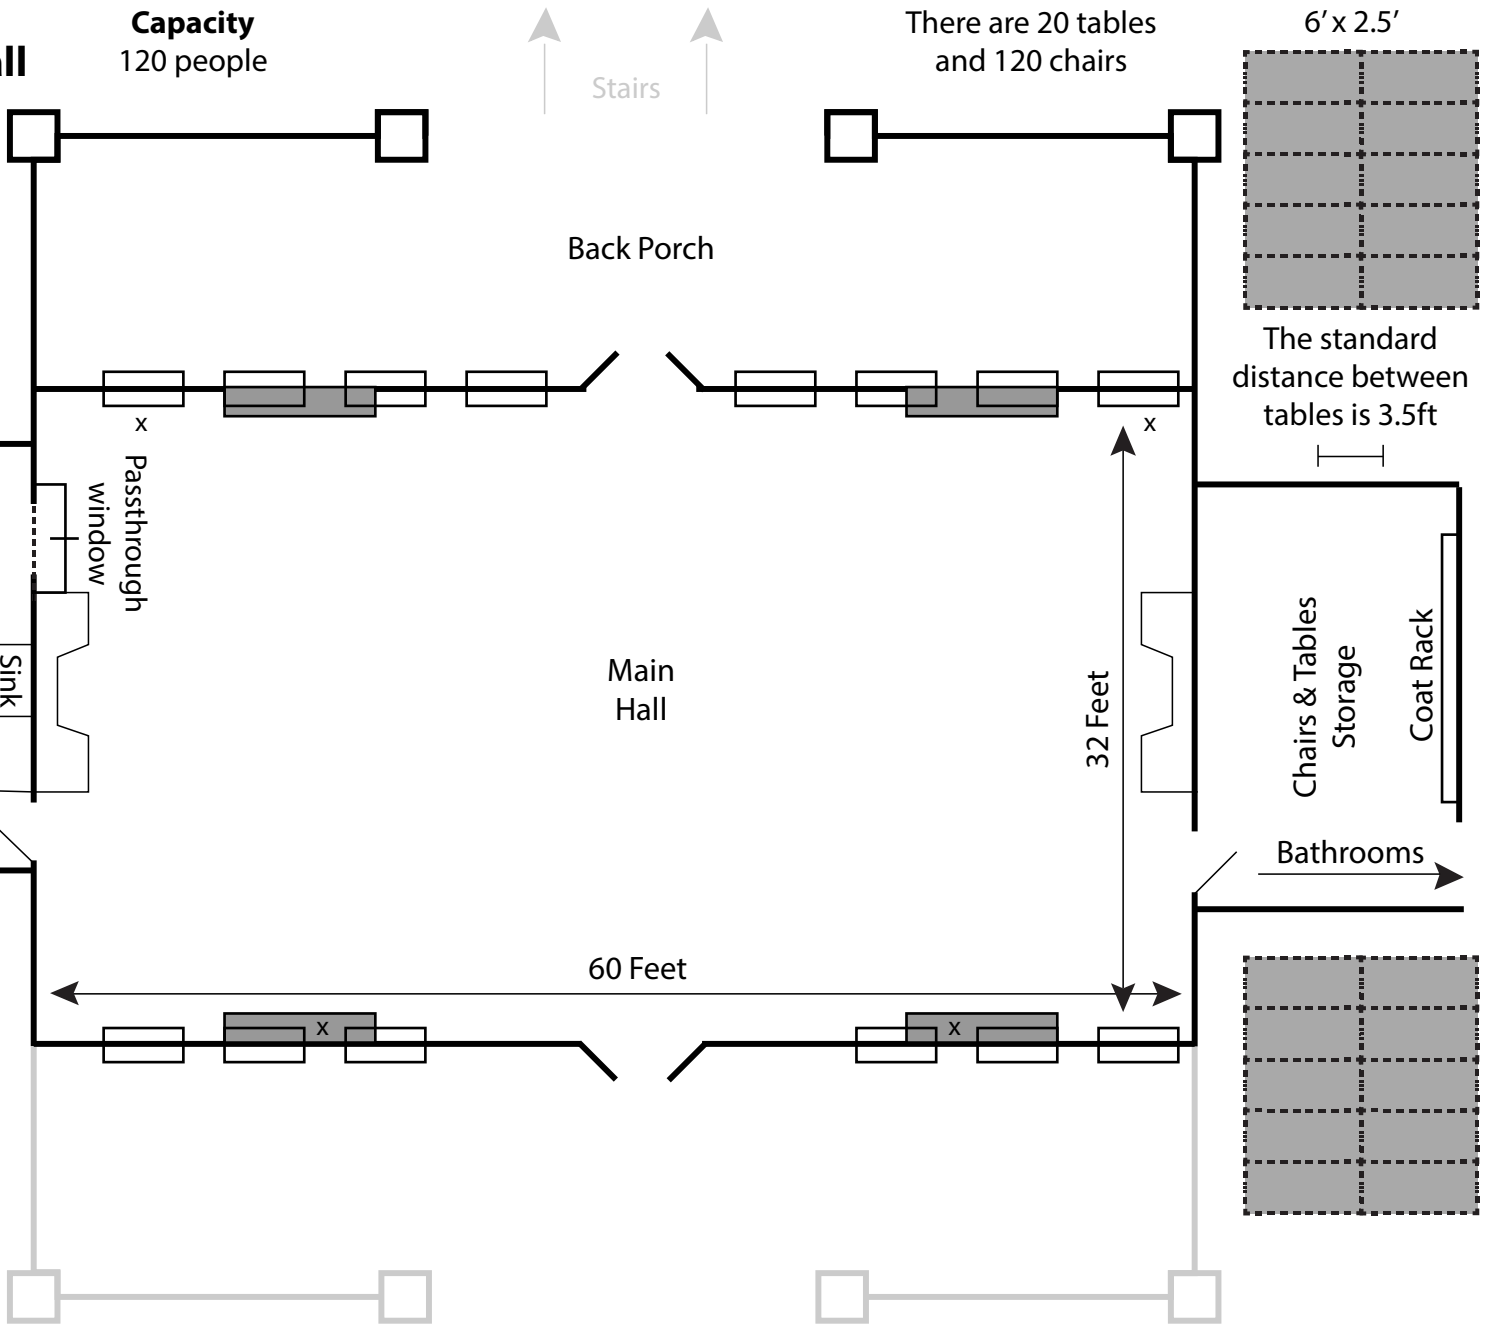 Capacity
120 people
all
Stairs
There are 20 tables
and 120 chairs
6’ x 2.5’
Back Porch
The standard
distance between
tables is 3.5ft
x
x
Passthrough
window
Main
Hall
Sink
32 Feet
Chairs & Tables
Storage
Coat Rack
Bathrooms
60 Feet
x
x